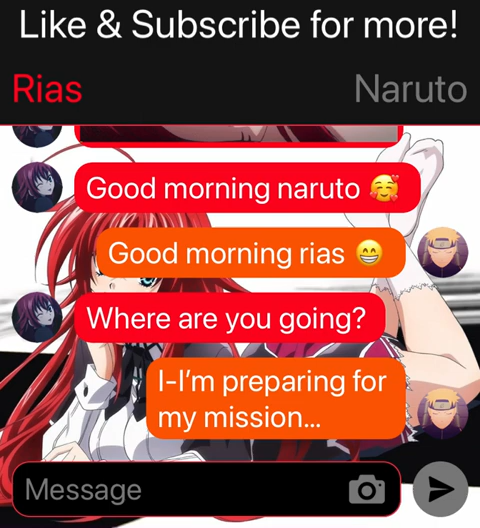 Like & Subscribe for more!
Rias Naruto
Good morning naruto 🥰
Good morning rias 😁
Where are you going?
I-I’m preparing for
my mission...
Message